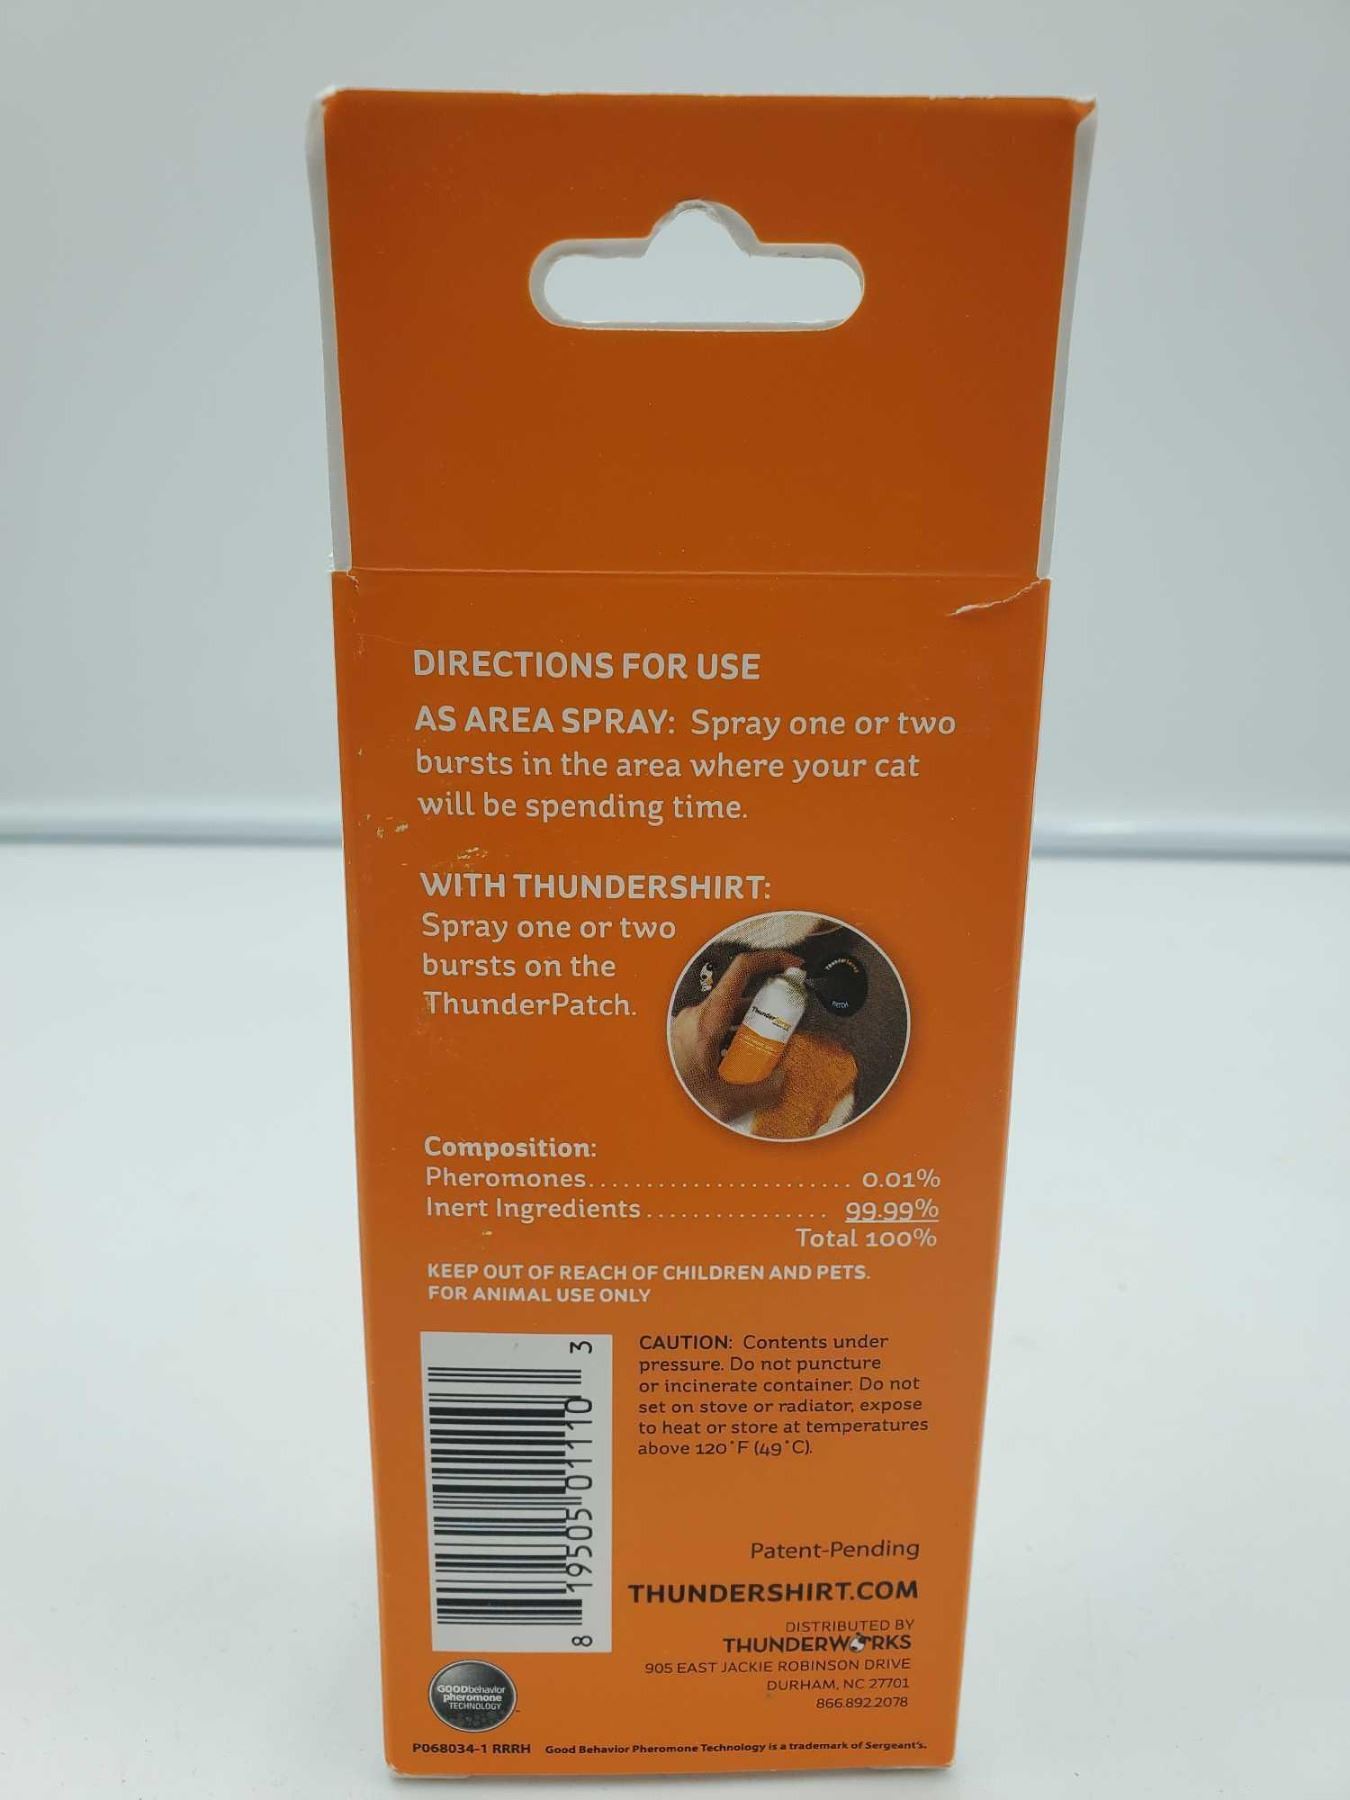 DIRECTIONS FOR USE
AS AREA SPRAY: Spray one or two
bursts in the area where your cat
will be spending time.
WITH THUNDERSHIRT:
Spray one or two
bursts on the
ThunderPatch.
Composition:
Pheromones....................... 0.01%
Inert Ingredients................ 99.99%
Total 100%
KEEP OUT OF REACH OF CHILDREN AND PETS.
FOR ANIMAL USE ONLY
8 19505 01110 3
CAUTION: Contents under
pressure. Do not puncture
or incinerate container. Do not
set on stove or radiator, expose
to heat or store at temperatures
above 120°F (49°C).
Patent-Pending
THUNDERSHIRT.COM
DISTRIBUTED BY
THUNDERWORKS
905 EAST JACKIE ROBINSON DRIVE
DURHAM, NC 27701
866.892.2078
GOODbehavior
pheromone
TECHNOLOGY
P068034-1 RRRH Good Behavior Pheromone Technology is a trademark of Sergeant's.